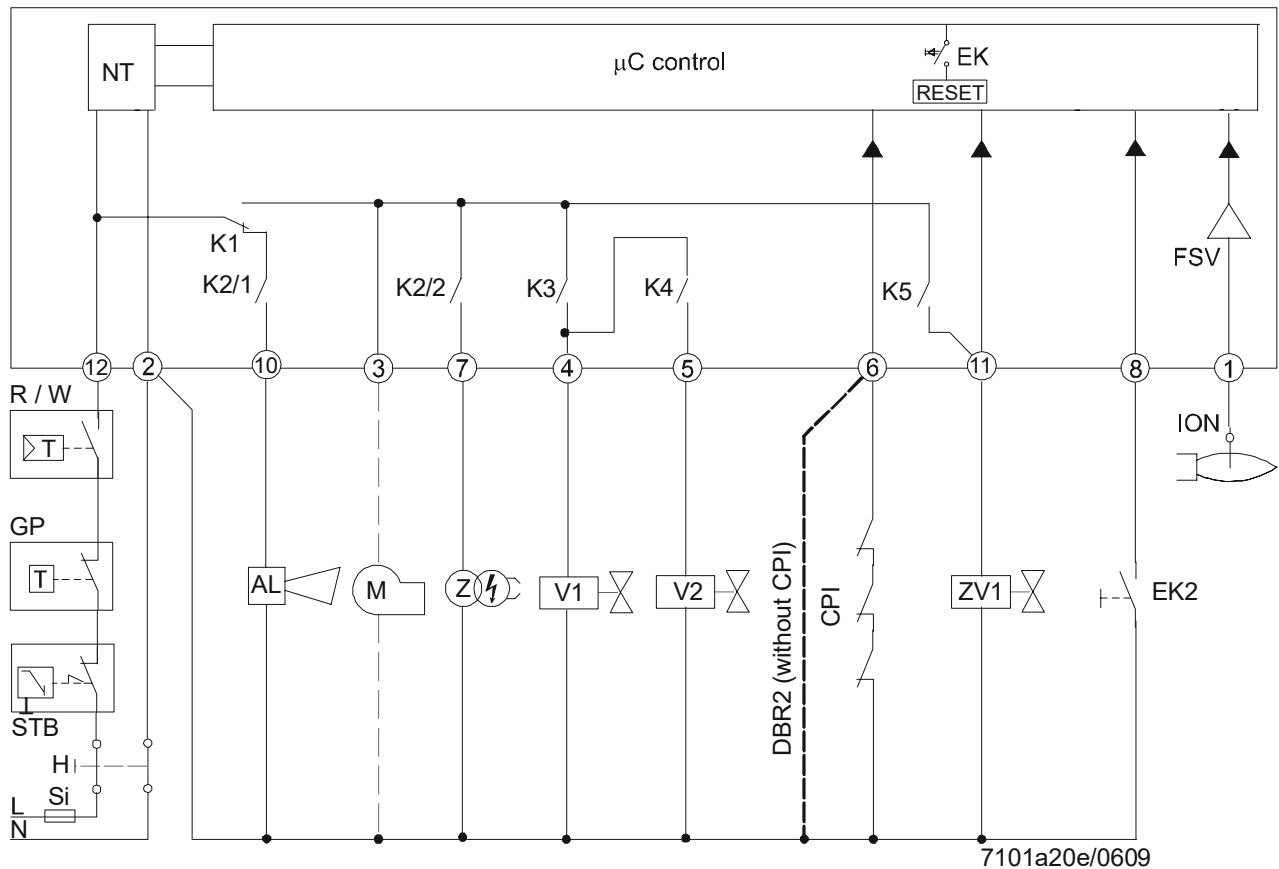 NT
µC control
EK
RESET
FSV
K1
K2/1
K2/2
K3
K4
K5
12
2
10
3
7
4
5
6
11
8
1
R / W
T
ION
GP
T
STB
H
Si
L
N
AL
M
Z
V1
V2
DBR2 (without CPI)
CPI
ZV1
EK2
7101a20e/0609